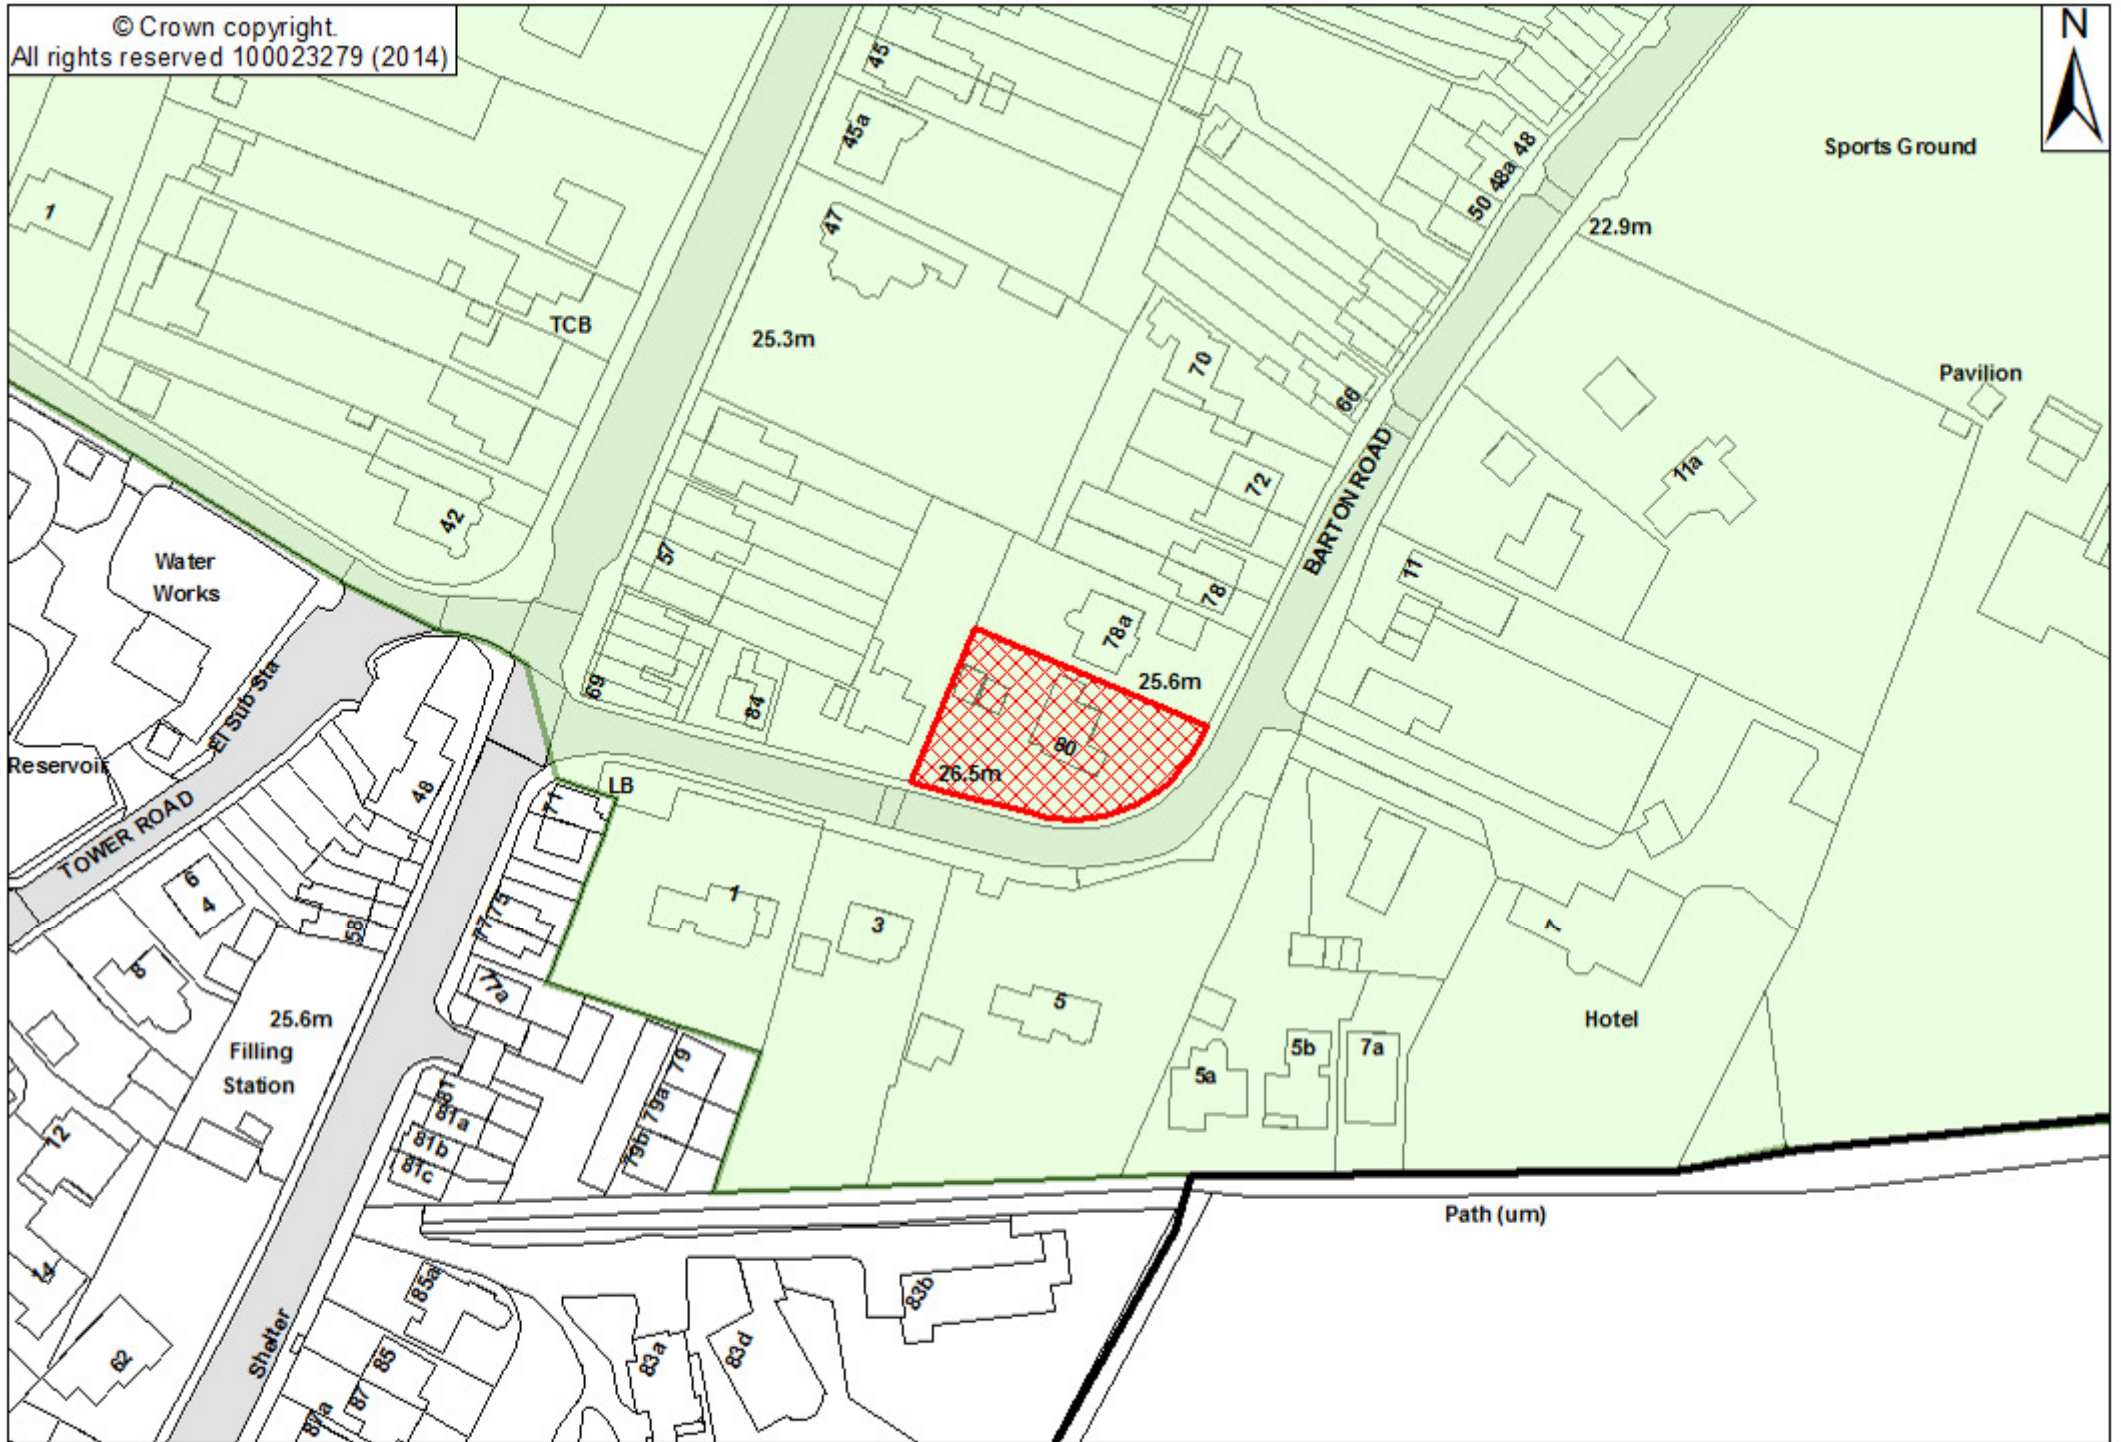 © Crown copyright.
All rights reserved 100023279 (2014)
N
45
45a
48
48a
50
Sports Ground
1
47
22.9m
TCB
25.3m
70
66
Pavilion
BARTON ROAD
72
11a
42
57
11
Water
Works
78
78a
69
84
25.6m
El Sub Sta
80
26.5m
Reservoir
LB
48
71
TOWER ROAD
6
4
1
3
75
77
58
8
7
77a
5
25.6m
Filling
Station
Hotel
79
5b
7a
5a
81
81a
79a
81b
79b
81c
12
Path (um)
14
85a
83b
Shelter
62
85
83a
83d
87
87a